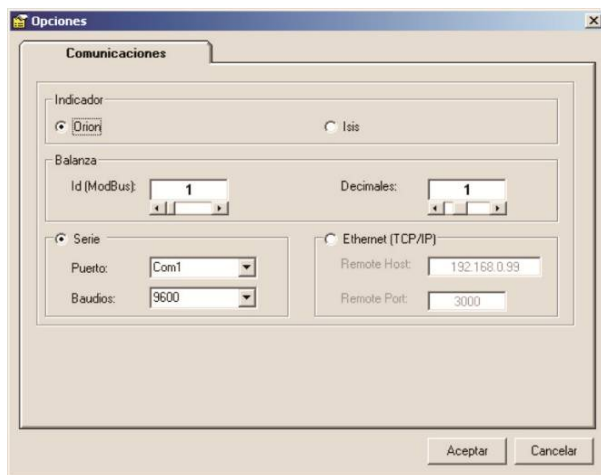 Opciones
Comunicaciones
Indicador
Orion Isis
Balanza
Id (ModBus): 1 Decimales: 1
Serie Ethernet (TCP/IP)
Puerto: Com1 Remote Host: 192.168.0.99
Baudios: 9600 Remote Port: 3000
Aceptar Cancelar